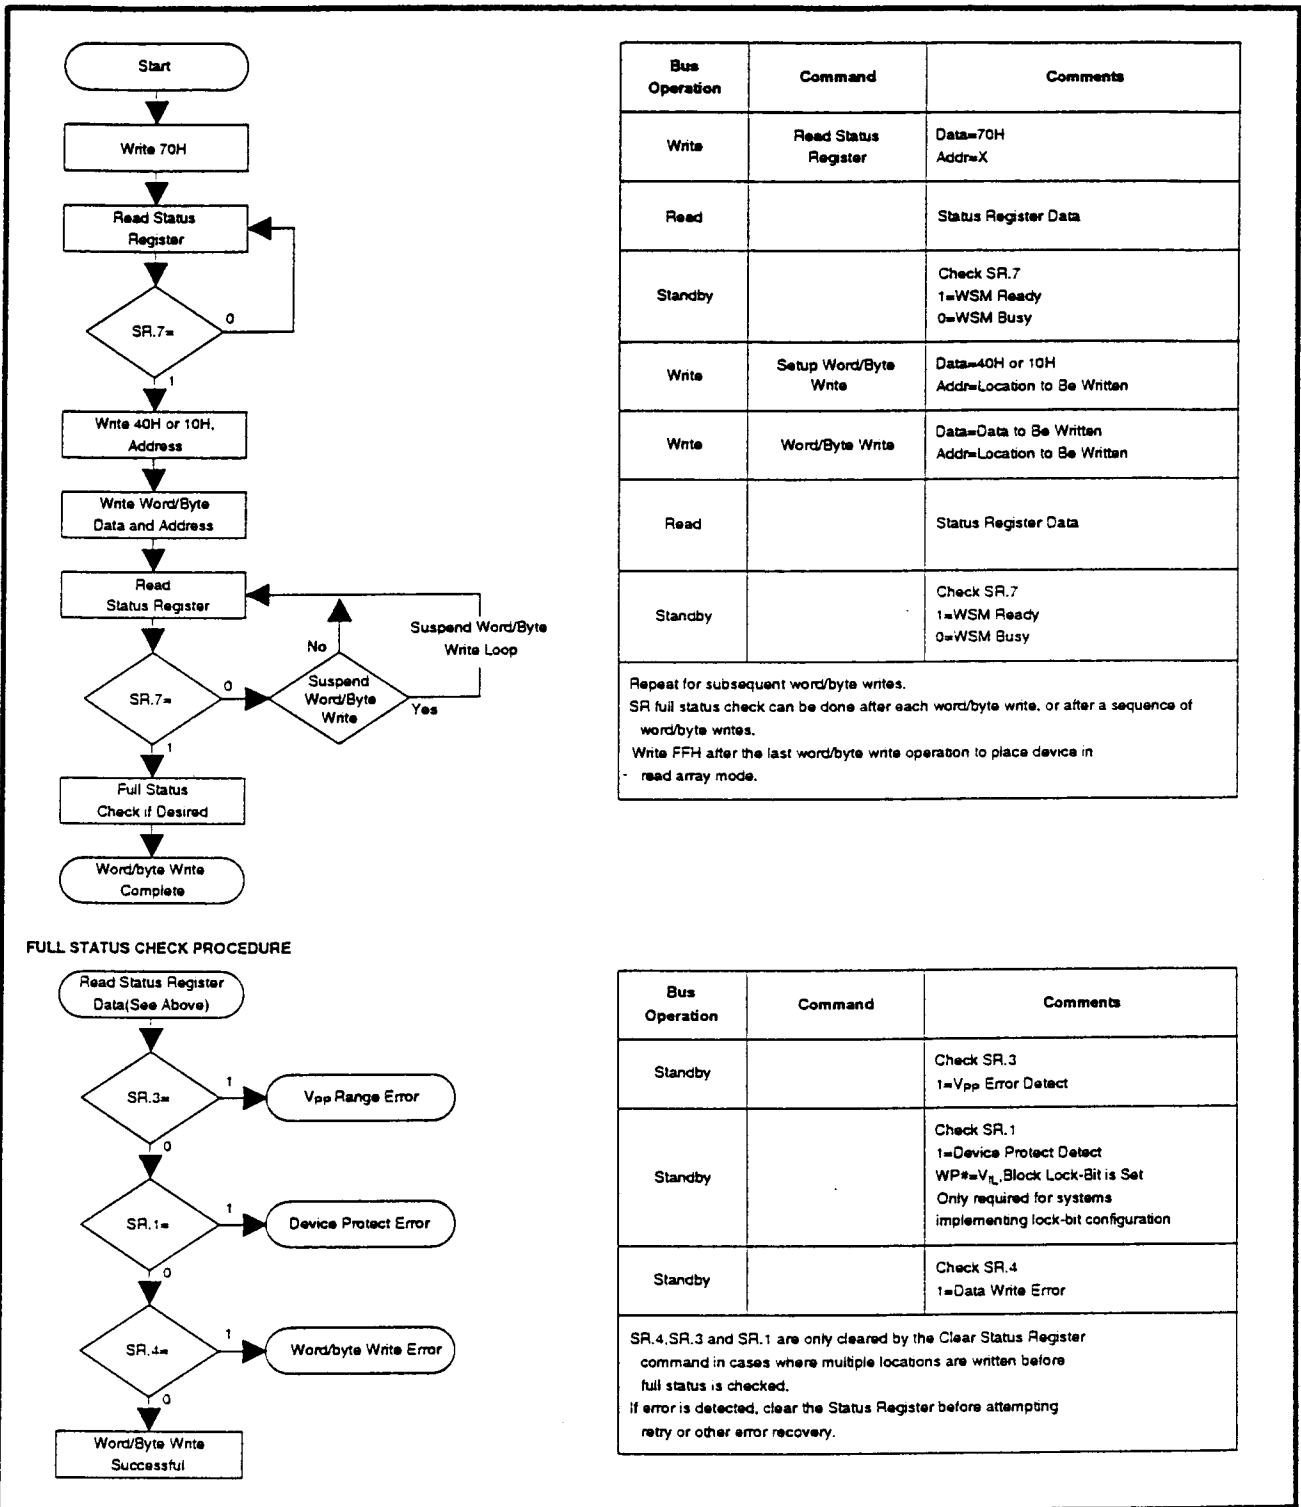 Start
Write 70H
Read Status
Register
SR.7=
0
1
Write 40H or 10H,
Address
Write Word/Byte
Data and Address
Read
Status Register
SR.7=
0
1
No
Suspend
Word/Byte
Write
Yes
Suspend Word/Byte
Write Loop
Full Status
Check if Desired
Word/byte Write
Complete
Bus
Operation
Command
Comments
Write
Read Status
Register
Data=70H
Addr=X
Read
Status Register Data
Standby
Check SR.7
1=WSM Ready
0=WSM Busy
Write
Setup Word/Byte
Write
Data=40H or 10H
Addr=Location to Be Written
Write
Word/Byte Write
Data=Data to Be Written
Addr=Location to Be Written
Read
Status Register Data
Standby
Check SR.7
1=WSM Ready
0=WSM Busy
Repeat for subsequent word/byte writes.
SR full status check can be done after each word/byte write, or after a sequence of
word/byte writes.
Write FFH after the last word/byte write operation to place device in
read array mode.
FULL STATUS CHECK PROCEDURE
Read Status Register
Data(See Above)
SR.3=
1
VPP Range Error
0
SR.1=
1
Device Protect Error
0
SR.4=
1
Word/byte Write Error
0
Word/Byte Write
Successful
Bus
Operation
Command
Comments
Standby
Check SR.3
1=VPP Error Detect
Standby
Check SR.1
1=Device Protect Detect
WP#=VIL,Block Lock-Bit is Set
Only required for systems
implementing lock-bit configuration
Standby
Check SR.4
1=Data Write Error
SR.4,SR.3 and SR.1 are only cleared by the Clear Status Register
command in cases where multiple locations are written before
full status is checked.
If error is detected, clear the Status Register before attempting
retry or other error recovery.